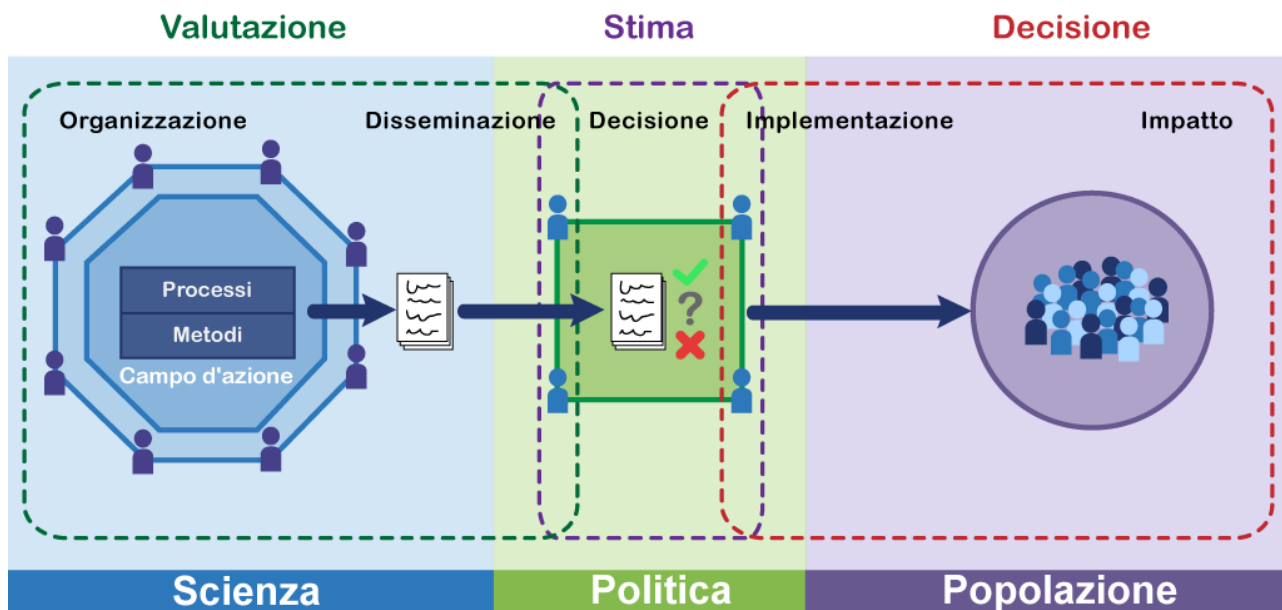 Valutazione
Stima
Decisione
Organizzazione
Disseminazione
Decisione
Implementazione
Impatto
Processi
Metodi
Campo d'azione
?
Scienza
Politica
Popolazione